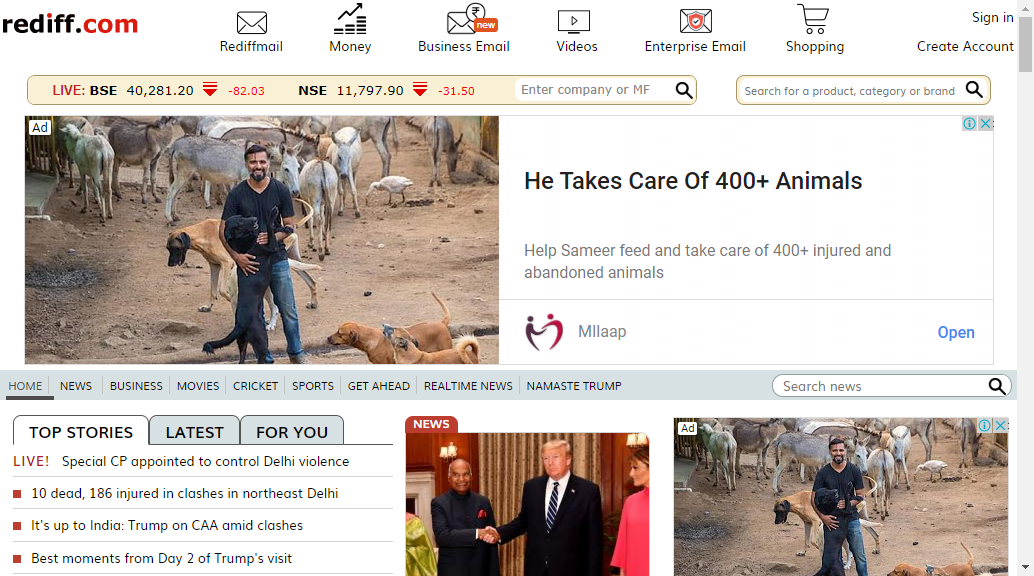 rediff.com
Rediffmail
Money
new
Business Email
Videos
Enterprise Email
Shopping
Sign in
Create Account
LIVE: BSE 40,281.20 -82.03 NSE 11,797.90 -31.50 Enter company or MF
Search for a product, category or brand
Ad
He Takes Care Of 400+ Animals
Help Sameer feed and take care of 400+ injured and
abandoned animals
MIlaap
Open
HOME NEWS BUSINESS MOVIES CRICKET SPORTS GET AHEAD REALTIME NEWS NAMASTE TRUMP
Search news
TOP STORIES LATEST FOR YOU
LIVE! Special CP appointed to control Delhi violence
10 dead, 186 injured in clashes in northeast Delhi
It's up to India: Trump on CAA amid clashes
Best moments from Day 2 of Trump's visit
NEWS
Ad